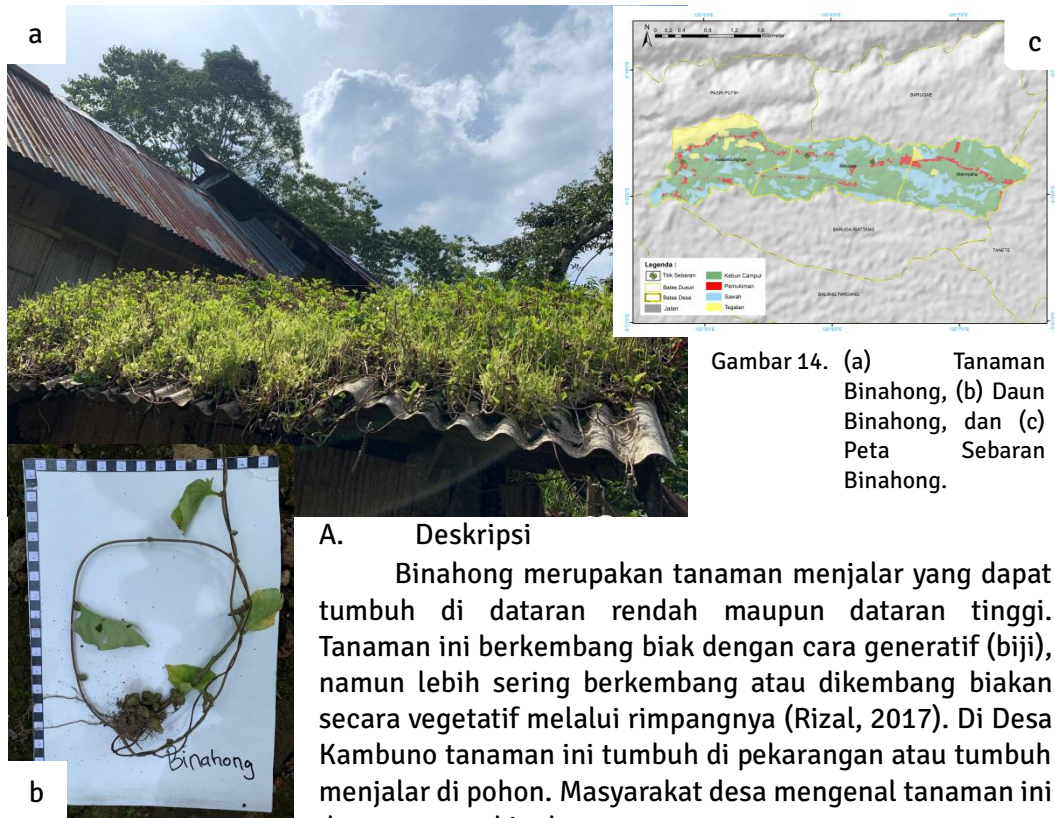 a
c
N
PASIR PUTIH
BARUGAE
BARUGA RIATTANG
TANETE
BALANG TAROANG
Legenda :
Titik Sebaran
Batas Dusun
Batas Desa
Jalan
Kebun Campur
Pemukiman
Sawah
Tegalan
Gambar 14. (a) Tanaman
Binahong, (b) Daun
Binahong, dan (c)
Peta Sebaran
Binahong.
Binahong
b
A. Deskripsi
Binahong merupakan tanaman menjalar yang dapat
tumbuh di dataran rendah maupun dataran tinggi.
Tanaman ini berkembang biak dengan cara generatif (biji),
namun lebih sering berkembang atau dikembang biakan
secara vegetatif melalui rimpangnya (Rizal, 2017). Di Desa
Kambuno tanaman ini tumbuh di pekarangan atau tumbuh
menjalar di pohon. Masyarakat desa mengenal tanaman ini